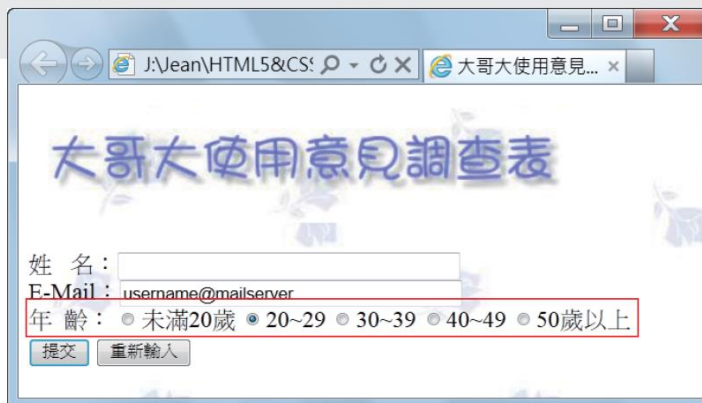 J:\Jean\HTML5&CSS
大哥大使用意見... ×
大哥大使用意見調查表
姓 名：
E-Mail：username@mailserver
年 齡： 未滿20歲 20~29 30~39 40~49 50歲以上
提交 重新輸入